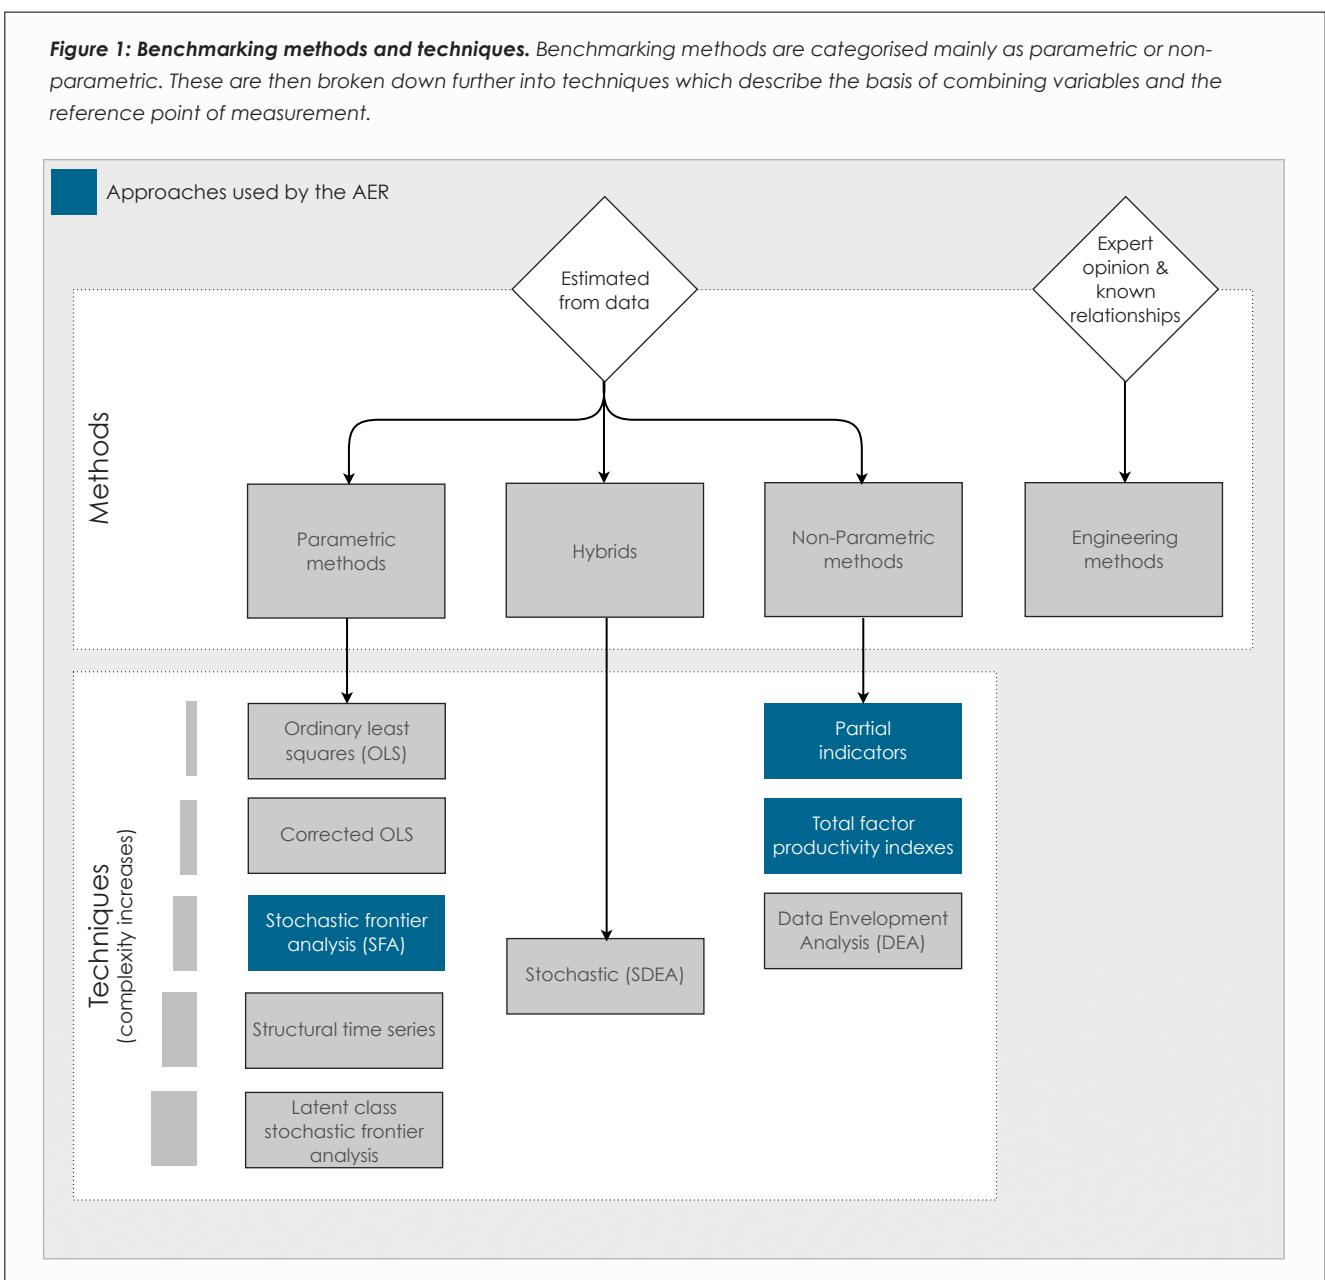 Figure 1: Benchmarking methods and techniques. Benchmarking methods are categorised mainly as parametric or non-
parametric. These are then broken down further into techniques which describe the basis of combining variables and the
reference point of measurement.
Approaches used by the AER
Estimated
from data
Expert
opinion &
known
relationships
Methods
Parametric
methods
Hybrids
Non-Parametric
methods
Engineering
methods
Techniques
(complexity increases)
Ordinary least
squares (OLS)
Corrected OLS
Stochastic frontier
analysis (SFA)
Structural time series
Latent class
stochastic frontier
analysis
Stochastic (SDEA)
Partial
indicators
Total factor
productivity indexes
Data Envelopment
Analysis (DEA)